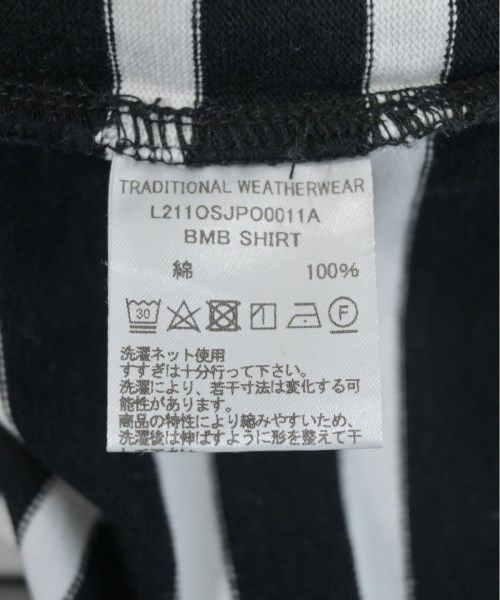 TRADITIONAL WEATHERWEAR
L211OSJPO0011A
BMB SHIRT
綿 100%
30 F
洗濯ネット使用
すすぎは十分行って下さい。
洗濯により、若干寸法は変化する可
能性があります。
商品の特性により縮みやすいため、
洗濯後は伸ばすように形を整えて干